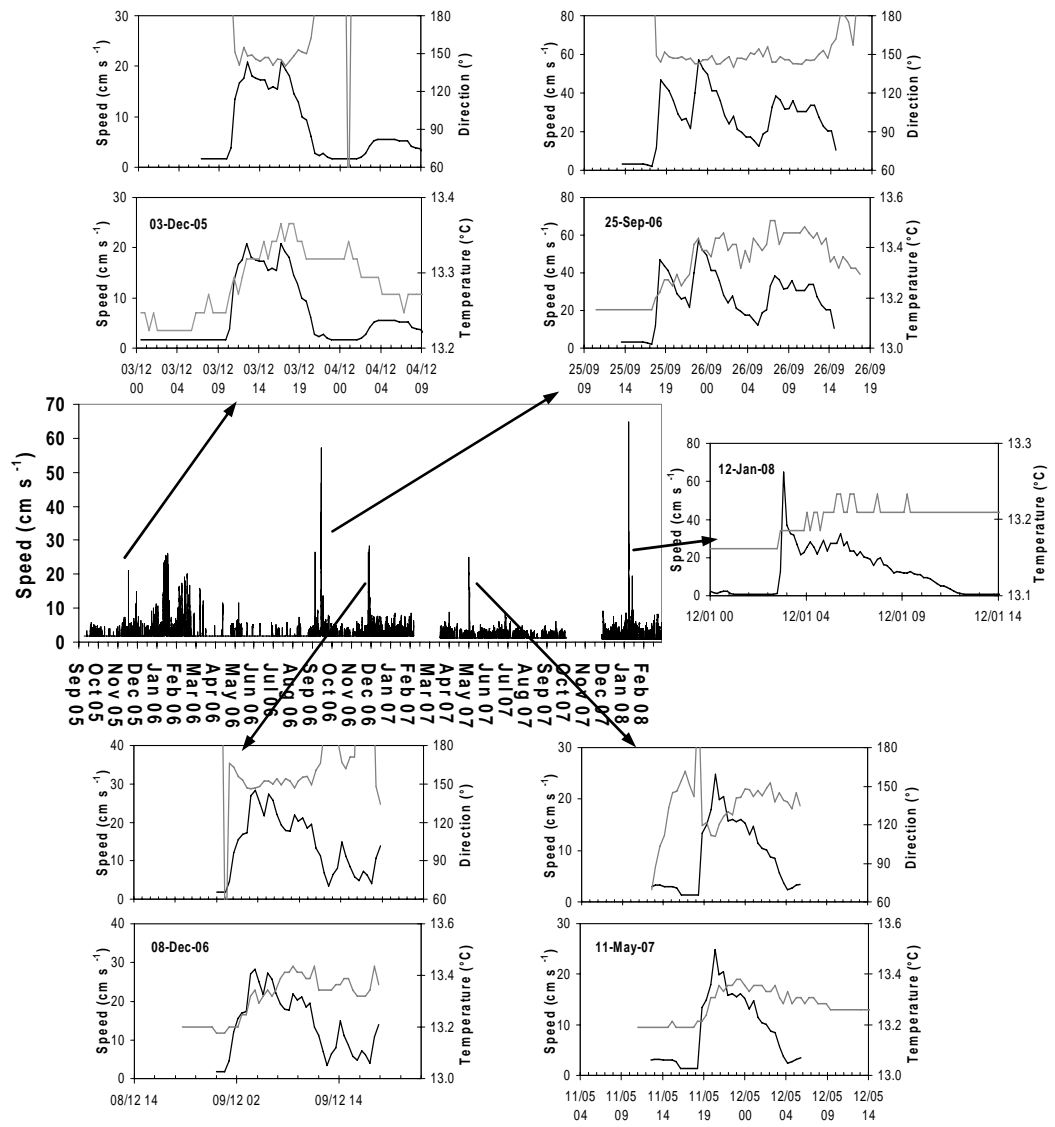 30
20
10
0
Speed (cm s -1)
180
150
120
90
60
Direction (°)
80
60
40
20
0
Speed (cm s -1)
180
150
120
90
60
Direction (°)
03-Dec-05
30
20
10
0
Speed (cm s -1)
13.4
13.3
13.2
Temperature (°C)
03/12 03/12 03/12 03/12 03/12 04/12 04/12 04/12
00 04 09 14 19 00 04 09
25-Sep-06
80
60
40
20
0
Speed (cm s -1)
13.6
13.4
13.2
13.0
Temperature (°C)
25/09 25/09 25/09 26/09 26/09 26/09 26/09 26/09
09 14 19 00 04 09 14 19
70
60
50
40
30
20
10
0
Speed (cm s -1)
Sep 05
Oct 05
Nov 05
Dec 05
Jan 06
Feb 06
Mar 06
Apr 06
May 06
Jun 06
Jul 06
Aug 06
Sep 06
Oct 06
Nov 06
Dec 06
Jan 07
Feb 07
Mar 07
Apr 07
May 07
Jun 07
Jul 07
Aug 07
Sep 07
Oct 07
Nov 07
Dec 07
Jan 08
Feb 08
12-Jan-08
80
60
40
20
0
Speed (cm s -1)
13.3
13.2
13.1
Temperature (°C)
12/01 00 12/01 04 12/01 09 12/01 14
40
30
20
10
0
Speed (cm s -1)
180
150
120
90
60
Direction (°)
30
20
10
0
Speed (cm s -1)
180
150
120
90
60
Direction (°)
08-Dec-06
40
30
20
10
0
Speed (cm s -1)
13.6
13.4
13.2
13.0
Temperature (°C)
08/12 14 09/12 02 09/12 14
11-May-07
30
20
10
0
Speed (cm s -1)
13.6
13.4
13.2
13.0
Temperature (°C)
11/05 11/05 11/05 11/05 12/05 12/05 12/05 12/05
04 09 14 19 00 04 09 14